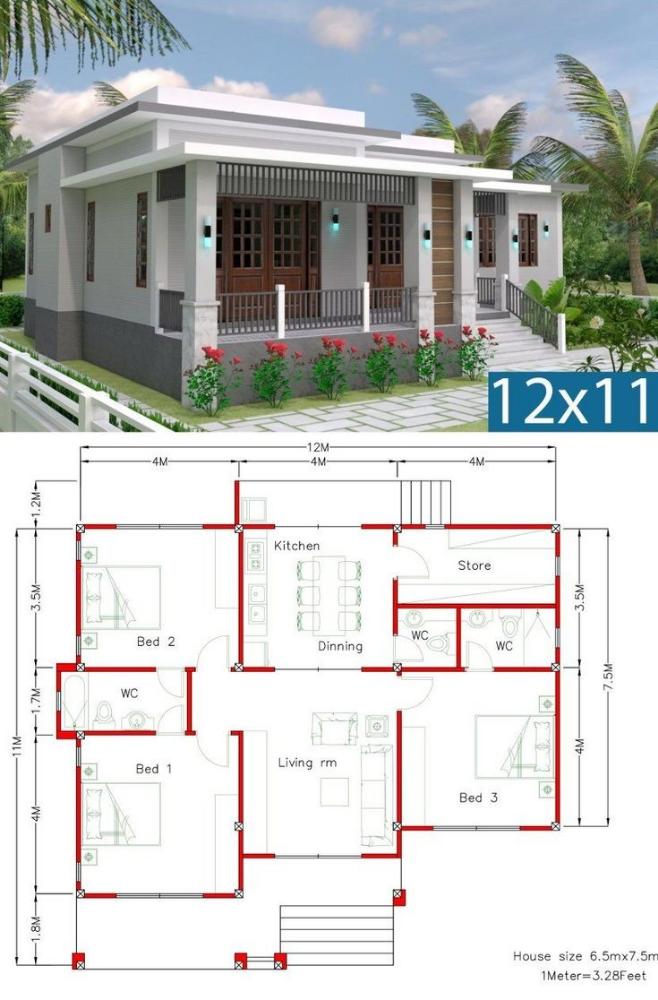 12x11
12M
4M
4M
4M
1.2M
Kitchen
Store
3.5M
3.5M
Bed 2
Dinning
WC
WC
7.5M
WC
1.7M
11M
Bed 1
Living rm
4M
Bed 3
4M
1.8M
House size 6.5mx7.5m
1Meter=3.28Feet